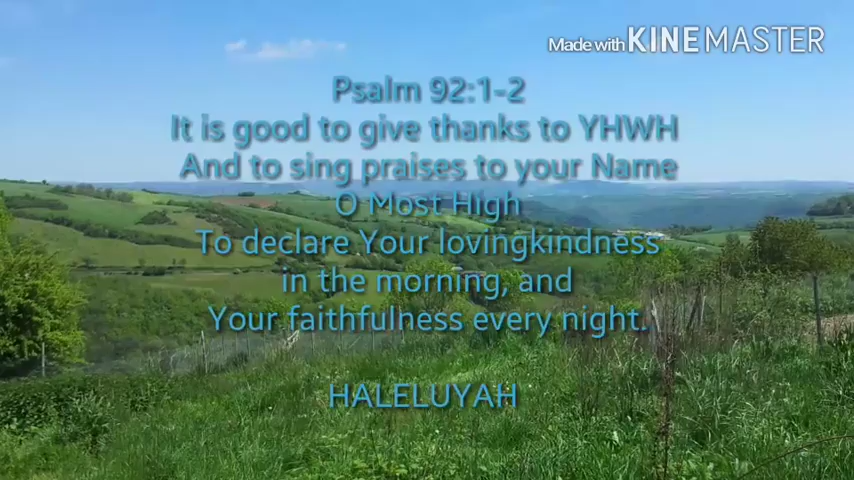 Made with KINEMASTER
Psalm 92:1-2
It is good to give thanks to YHWH
And to sing praises to your Name
O Most High
To declare Your lovingkindness
in the morning, and
Your faithfulness every night.
HALELUYAH